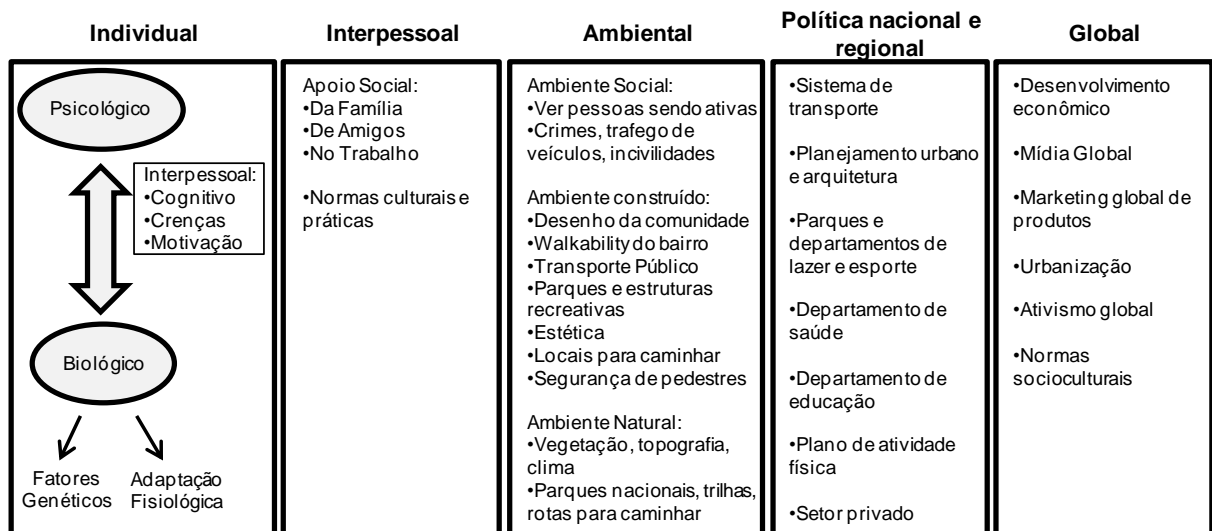 Individual
Psicológico
Interpessoal:
•Cognitivo
•Crenças
•Motivação
Biológico
Fatores
Genéticos
Adaptação
Fisiológica
Interpessoal
Apoio Social:
•Da Família
•De Amigos
•No Trabalho
•Normas culturais e
práticas
Ambiental
Ambiente Social:
•Ver pessoas sendo ativas
•Crimes, trafego de
veículos, incivilidades
Ambiente construído:
•Desenho da comunidade
•Walkability do bairro
•Transporte Público
•Parques e estruturas
recreativas
•Estética
•Locais para caminhar
•Segurança de pedestres
Ambiente Natural:
•Vegetação, topografia,
clima
•Parques nacionais, trilhas,
rotas para caminhar
Política nacional e
regional
•Sistema de
transporte
•Planejamento urbano
e arquitetura
•Parques e
departamentos de
lazer e esporte
•Departamento de
saúde
•Departamento de
educação
•Plano de atividade
física
•Setor privado
Global
•Desenvolvimento
econômico
•Mídia Global
•Marketing global de
produtos
•Urbanização
•Ativismo global
•Normas
socioculturais